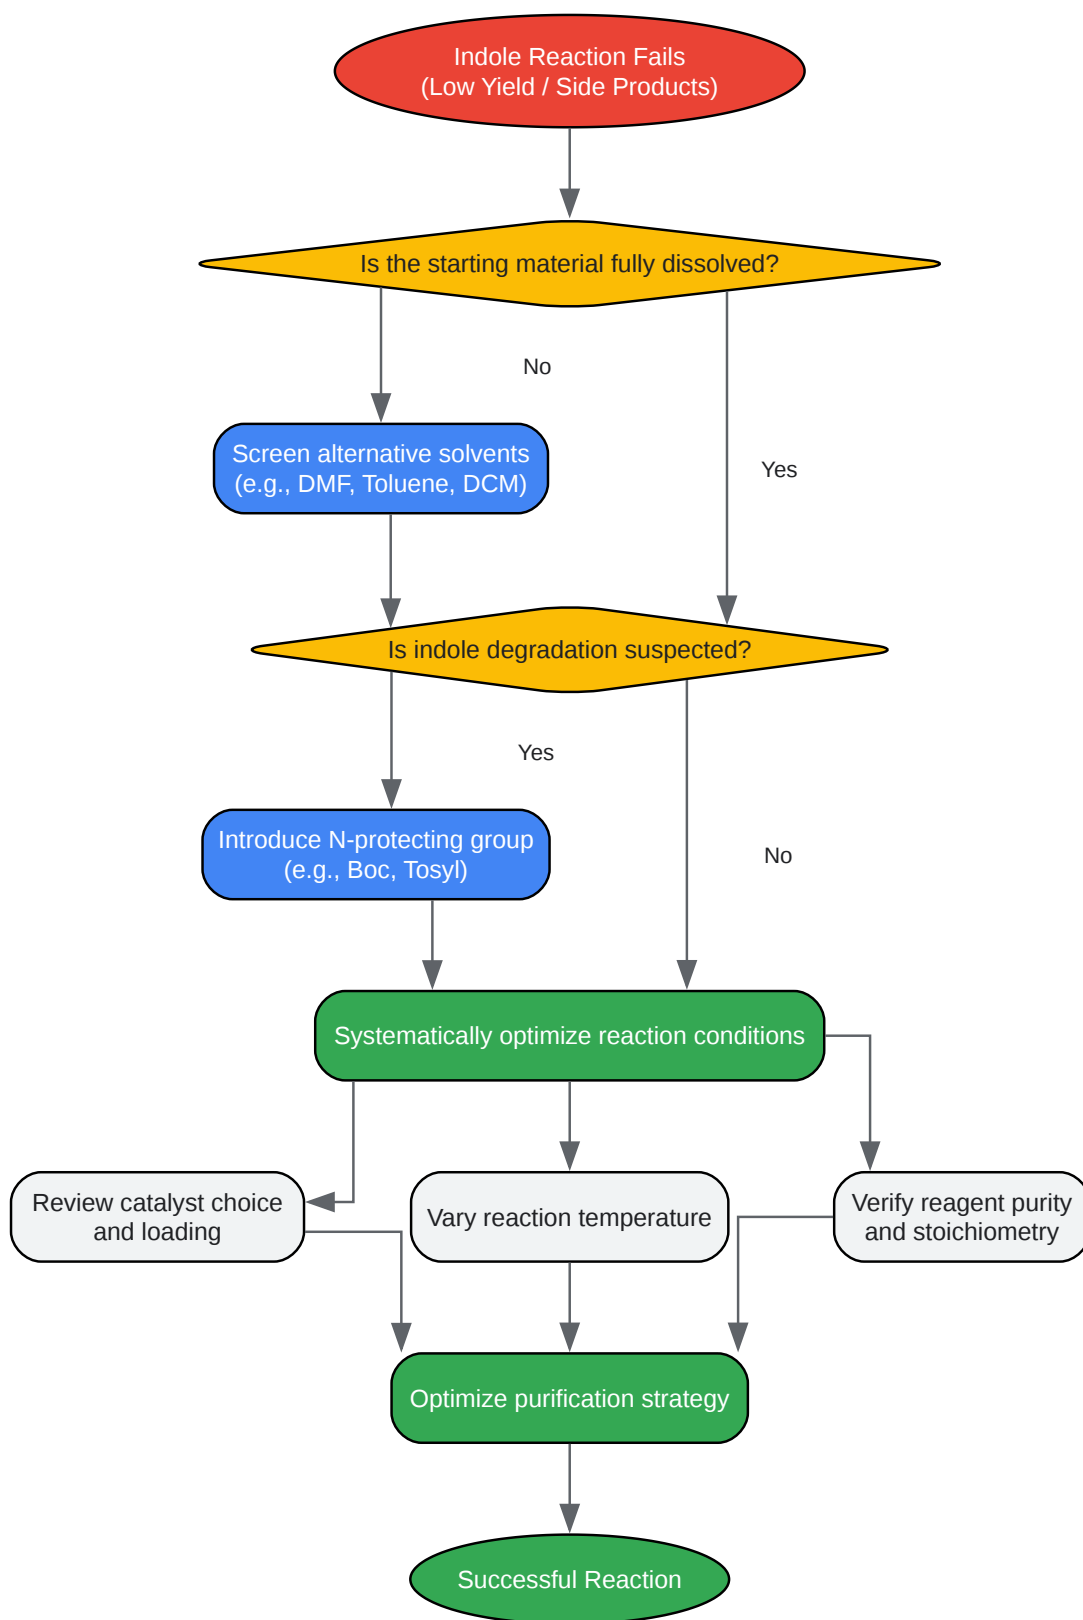 Indole Reaction Fails
(Low Yield / Side Products)
Is the starting material fully dissolved?
No
Screen alternative solvents
(e.g., DMF, Toluene, DCM)
Yes
Is indole degradation suspected?
Yes
Introduce N-protecting group
(e.g., Boc, Tosyl)
No
Systematically optimize reaction conditions
Review catalyst choice
and loading
Vary reaction temperature
Verify reagent purity
and stoichiometry
Optimize purification strategy
Successful Reaction